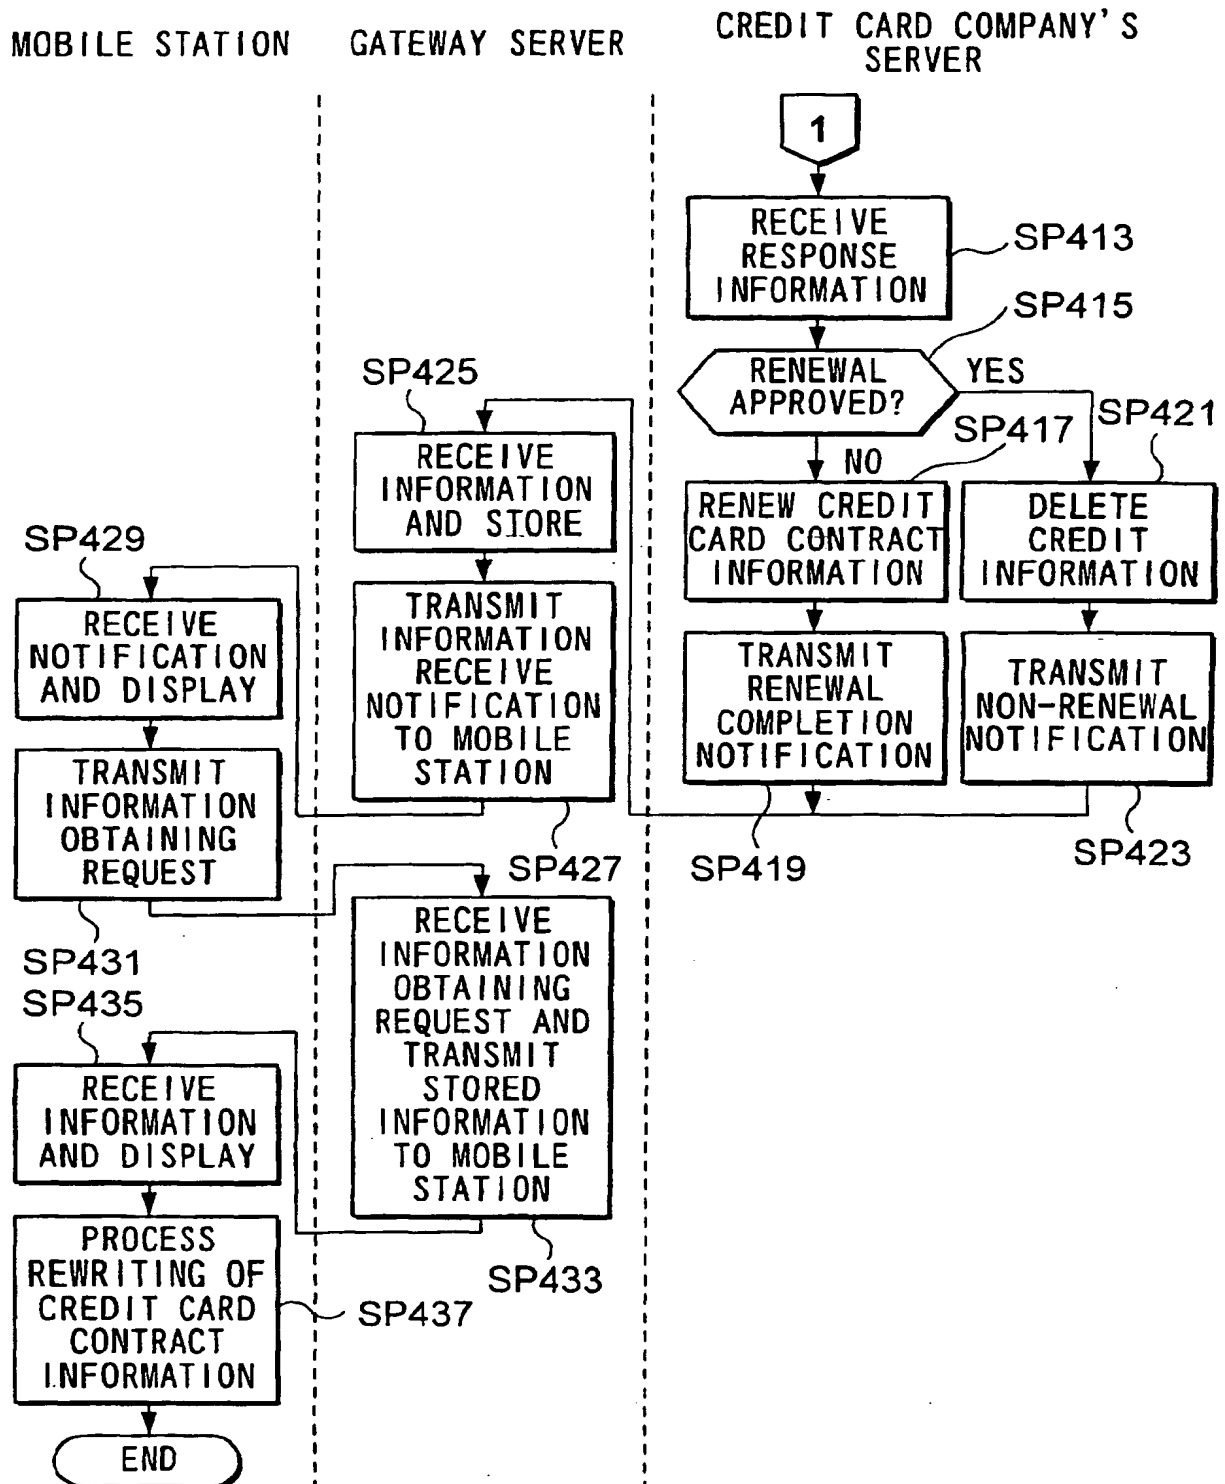 MOBILE STATION
GATEWAY SERVER
CREDIT CARD COMPANY'S
SERVER
1
RECEIVE
RESPONSE
INFORMATION
SP413
SP415
RENEWAL
APPROVED?
YES
NO
SP417
SP421
RENEW CREDIT
CARD CONTRACT
INFORMATION
DELETE
CREDIT
INFORMATION
TRANSMIT
RENEWAL
COMPLETION
NOTIFICATION
TRANSMIT
NON-RENEWAL
NOTIFICATION
SP419
SP423
SP425
RECEIVE
INFORMATION
AND STORE
TRANSMIT
INFORMATION
RECEIVE
NOTIFICATION
TO MOBILE
STATION
SP427
SP429
RECEIVE
NOTIFICATION
AND DISPLAY
TRANSMIT
INFORMATION
OBTAINING
REQUEST
SP431
RECEIVE
INFORMATION
OBTAINING
REQUEST AND
TRANSMIT
STORED
INFORMATION
TO MOBILE
STATION
SP433
SP435
RECEIVE
INFORMATION
AND DISPLAY
PROCESS
REWRITING OF
CREDIT CARD
CONTRACT
INFORMATION
SP437
END